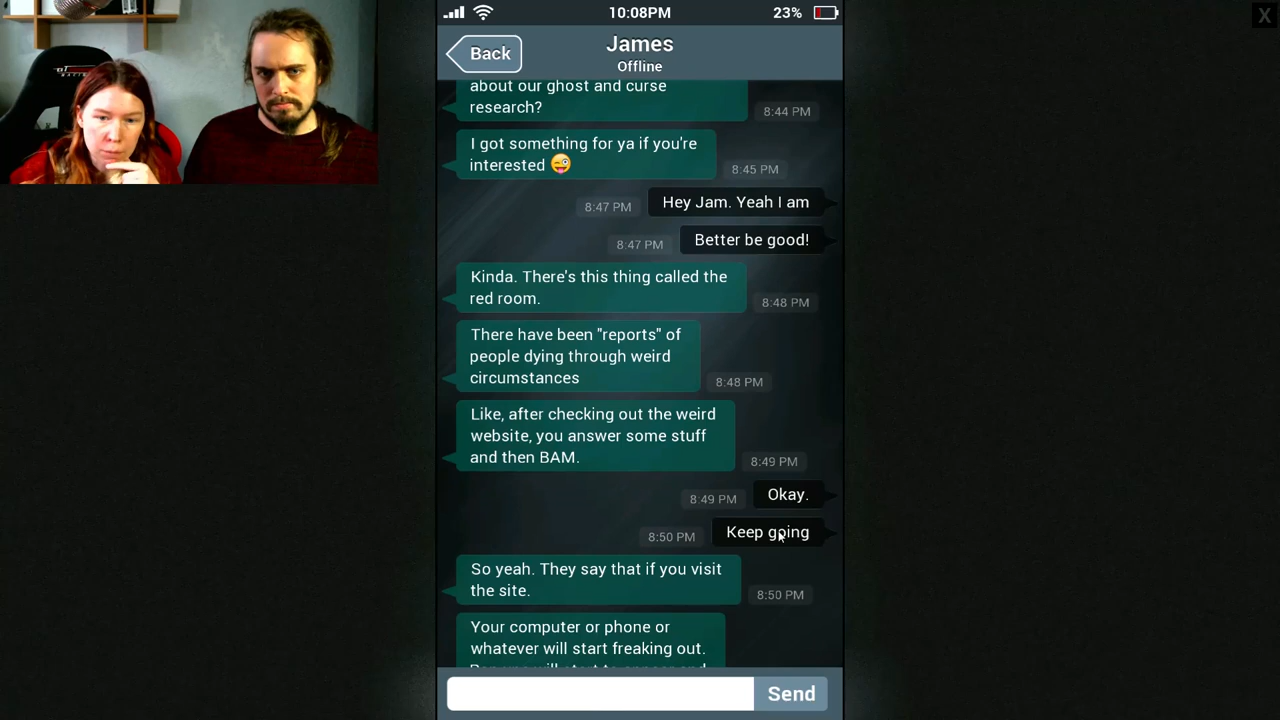 10:08PM
23%
X
Back
James
Offline
about our ghost and curse
research?
8:44 PM
I got something for ya if you're
interested 😜
8:45 PM
Hey Jam. Yeah I am
8:47 PM
Better be good!
8:47 PM
Kinda. There's this thing called the
red room.
8:48 PM
There have been "reports" of
people dying through weird
circumstances
8:48 PM
Like, after checking out the weird
website, you answer some stuff
and then BAM.
8:49 PM
Okay.
8:49 PM
Keep going
8:50 PM
So yeah. They say that if you visit
the site.
8:50 PM
Your computer or phone or
whatever will start freaking out.
Send